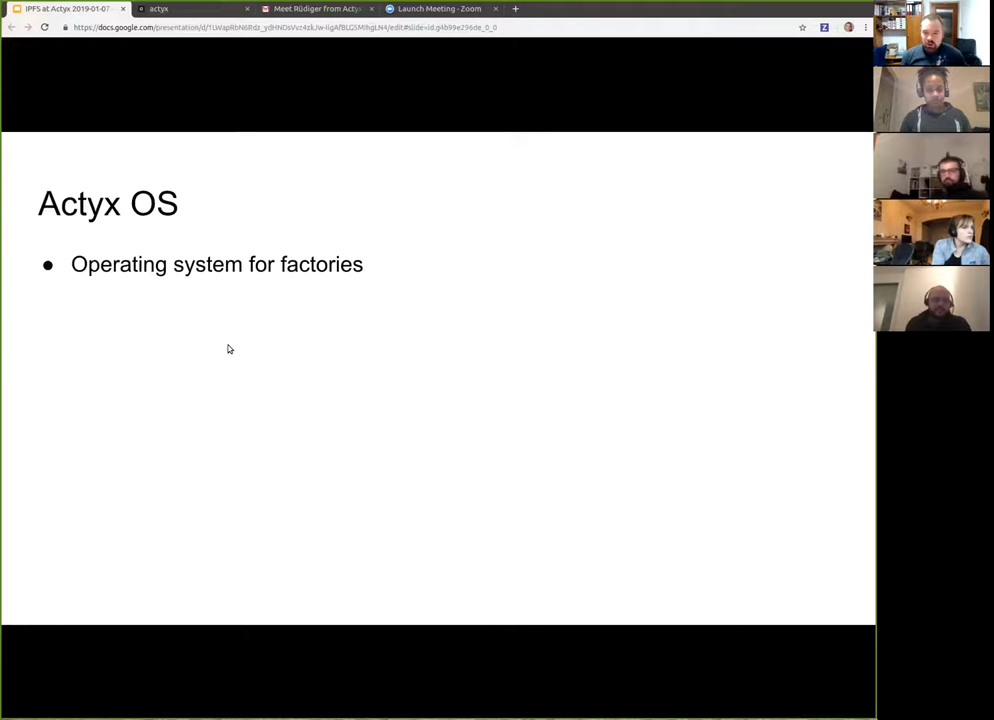 IPFS at Actyx 2019-01-07
actyx
Meet Rüdiger from Actyx
Launch Meeting - Zoom
Actyx OS
● Operating system for factories